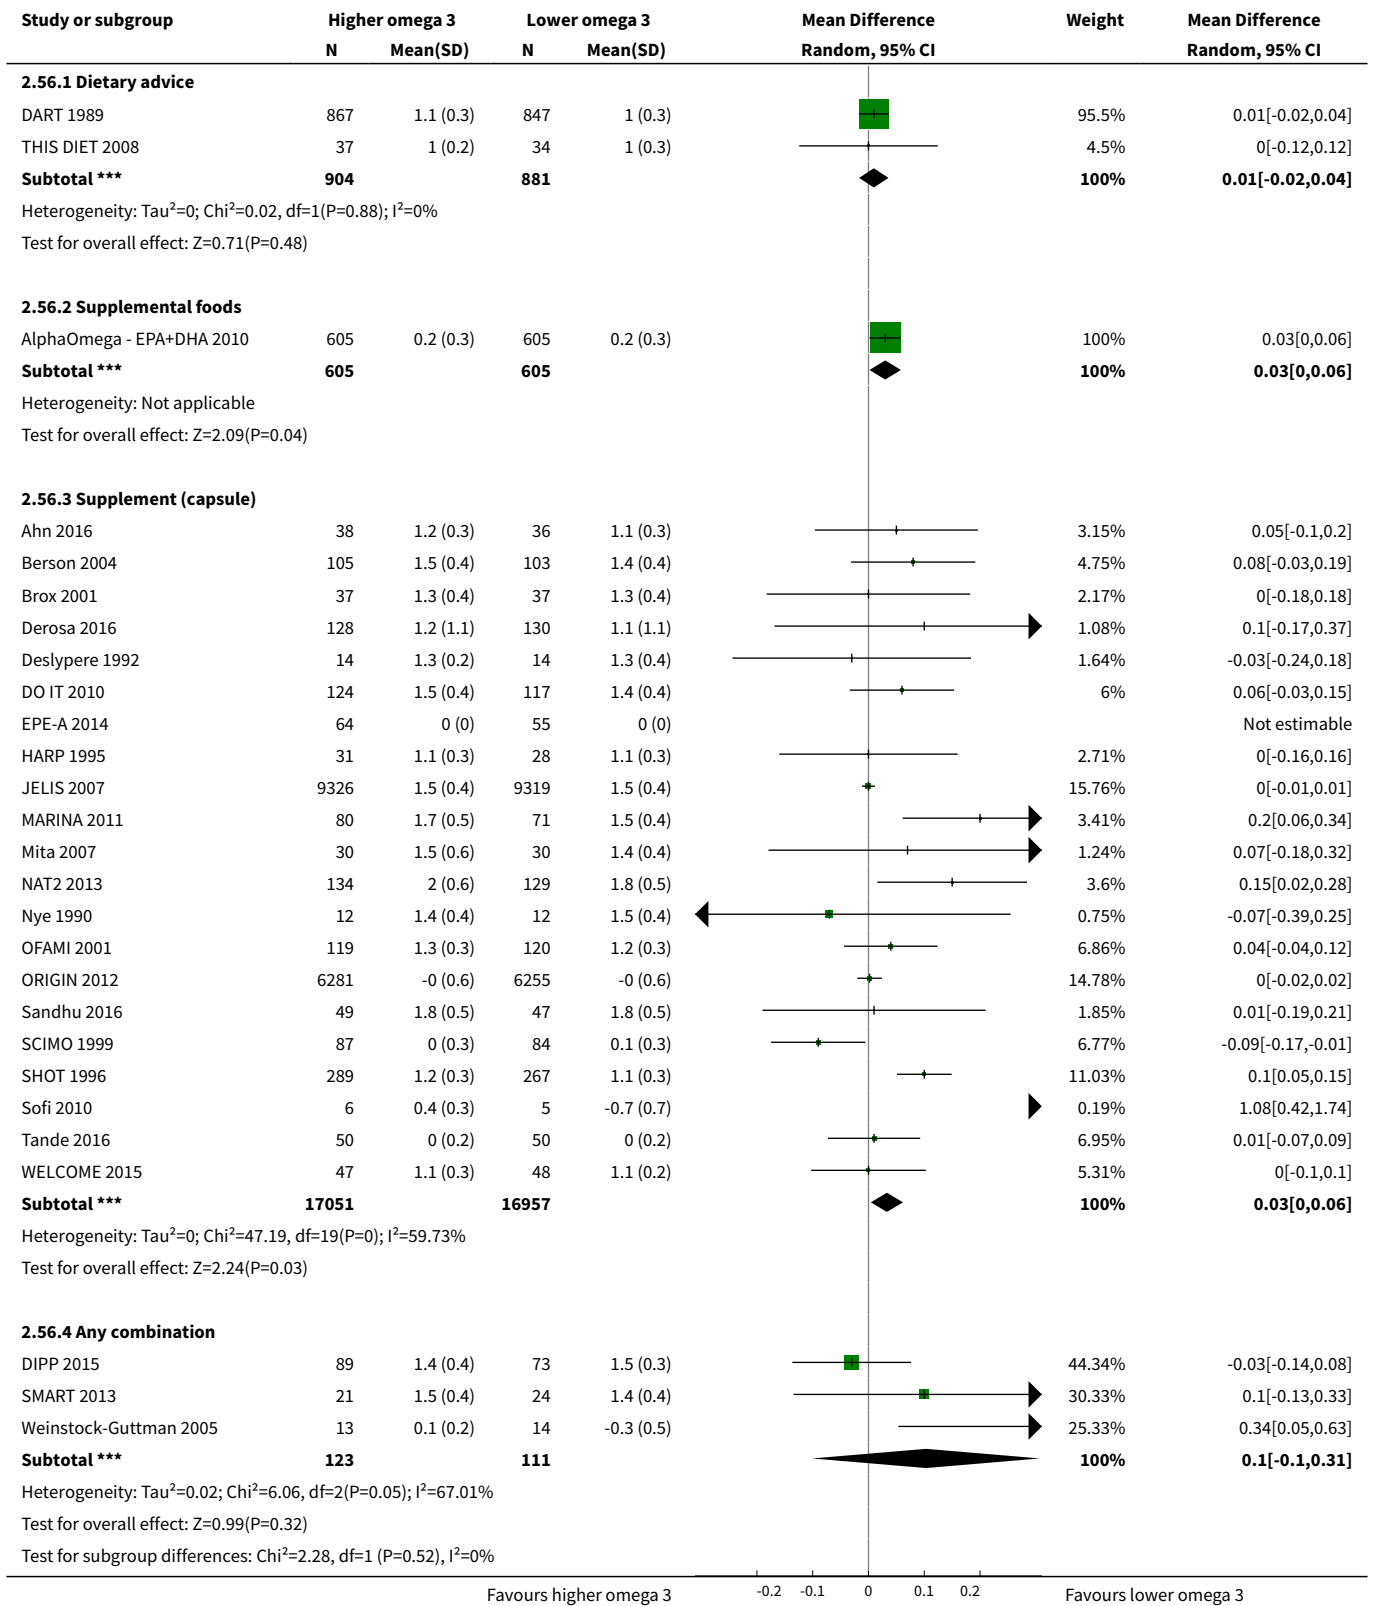 Study or subgroup Higher omega 3 Lower omega 3 Mean Difference Weight Mean Difference
N Mean(SD) N Mean(SD) Random, 95% CI Random, 95% CI
2.56.1 Dietary advice
DART 1989 867 1.1 (0.3) 847 1 (0.3) 95.5% 0.01[-0.02,0.04]
THIS DIET 2008 37 1 (0.2) 34 1 (0.3) 4.5% 0[-0.12,0.12]
Subtotal *** 904 881 100% 0.01[-0.02,0.04]
Heterogeneity: Tau²=0; Chi²=0.02, df=1(P=0.88); I²=0%
Test for overall effect: Z=0.71(P=0.48)
2.56.2 Supplemental foods
AlphaOmega - EPA+DHA 2010 605 0.2 (0.3) 605 0.2 (0.3) 100% 0.03[0,0.06]
Subtotal *** 605 605 100% 0.03[0,0.06]
Heterogeneity: Not applicable
Test for overall effect: Z=2.09(P=0.04)
2.56.3 Supplement (capsule)
Ahn 2016 38 1.2 (0.3) 36 1.1 (0.3) 3.15% 0.05[-0.1,0.2]
Berson 2004 105 1.5 (0.4) 103 1.4 (0.4) 4.75% 0.08[-0.03,0.19]
Brox 2001 37 1.3 (0.4) 37 1.3 (0.4) 2.17% 0[-0.18,0.18]
Derosa 2016 128 1.2 (1.1) 130 1.1 (1.1) 1.08% 0.1[-0.17,0.37]
Deslypere 1992 14 1.3 (0.2) 14 1.3 (0.4) 1.64% -0.03[-0.24,0.18]
DO IT 2010 124 1.5 (0.4) 117 1.4 (0.4) 6% 0.06[-0.03,0.15]
EPE-A 2014 64 0 (0) 55 0 (0) Not estimable
HARP 1995 31 1.1 (0.3) 28 1.1 (0.3) 2.71% 0[-0.16,0.16]
JELIS 2007 9326 1.5 (0.4) 9319 1.5 (0.4) 15.76% 0[-0.01,0.01]
MARINA 2011 80 1.7 (0.5) 71 1.5 (0.4) 3.41% 0.2[0.06,0.34]
Mita 2007 30 1.5 (0.6) 30 1.4 (0.4) 1.24% 0.07[-0.18,0.32]
NAT2 2013 134 2 (0.6) 129 1.8 (0.5) 3.6% 0.15[0.02,0.28]
Nye 1990 12 1.4 (0.4) 12 1.5 (0.4) 0.75% -0.07[-0.39,0.25]
OFAMI 2001 119 1.3 (0.3) 120 1.2 (0.3) 6.86% 0.04[-0.04,0.12]
ORIGIN 2012 6281 -0 (0.6) 6255 -0 (0.6) 14.78% 0[-0.02,0.02]
Sandhu 2016 49 1.8 (0.5) 47 1.8 (0.5) 1.85% 0.01[-0.19,0.21]
SCIMO 1999 87 0 (0.3) 84 0.1 (0.3) 6.77% -0.09[-0.17,-0.01]
SHOT 1996 289 1.2 (0.3) 267 1.1 (0.3) 11.03% 0.1[0.05,0.15]
Sofi 2010 6 0.4 (0.3) 5 -0.7 (0.7) 0.19% 1.08[0.42,1.74]
Tande 2016 50 0 (0.2) 50 0 (0.2) 6.95% 0.01[-0.07,0.09]
WELCOME 2015 47 1.1 (0.3) 48 1.1 (0.2) 5.31% 0[-0.1,0.1]
Subtotal *** 17051 16957 100% 0.03[0,0.06]
Heterogeneity: Tau²=0; Chi²=47.19, df=19(P=0); I²=59.73%
Test for overall effect: Z=2.24(P=0.03)
2.56.4 Any combination
DIPP 2015 89 1.4 (0.4) 73 1.5 (0.3) 44.34% -0.03[-0.14,0.08]
SMART 2013 21 1.5 (0.4) 24 1.4 (0.4) 30.33% 0.1[-0.13,0.33]
Weinstock-Guttman 2005 13 0.1 (0.2) 14 -0.3 (0.5) 25.33% 0.34[0.05,0.63]
Subtotal *** 123 111 100% 0.1[-0.1,0.31]
Heterogeneity: Tau²=0.02; Chi²=6.06, df=2(P=0.05); I²=67.01%
Test for overall effect: Z=0.99(P=0.32)
Test for subgroup differences: Chi²=2.28, df=1 (P=0.52), I²=0%
Favours higher omega 3 -0.2 -0.1 0 0.1 0.2 Favours lower omega 3